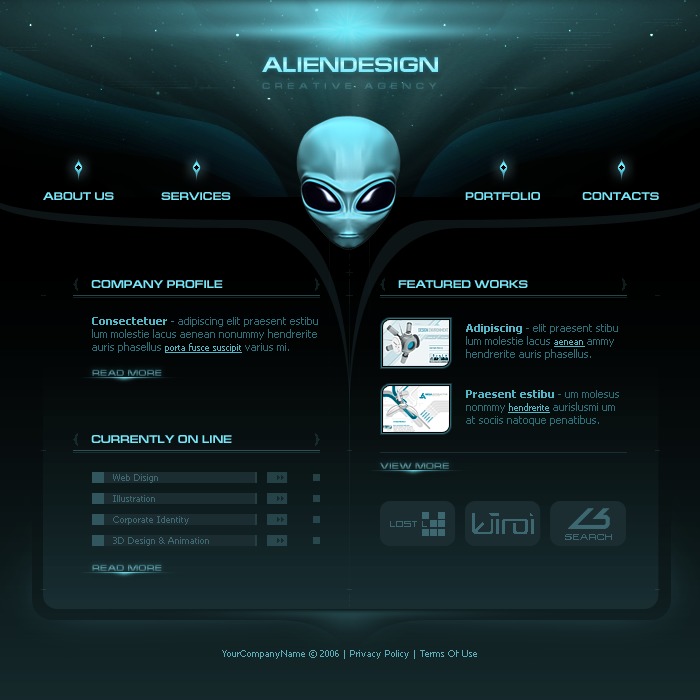 ALIENDESIGN
CREATIVE AGENCY
ABOUT US
SERVICES
PORTFOLIO
CONTACTS
COMPANY PROFILE
Consectetuer - adipiscing elit praesent estibu
lum molestie lacus aenean nonummy hendrerite
auris phasellus porta fusce suscipit varius mi.
READ MORE
CURRENTLY ON LINE
Web Disign
Illustration
Corporate Identity
3D Design & Animation
READ MORE
FEATURED WORKS
Adipiscing - elit praesent stibu
lum molestie lacus aenean ammy
hendrerite auris phasellus.
Praesent estibu - um molesus
nonmmy hendrerite aurislusmi um
at sociis natoque penatibus.
VIEW MORE
LOST L
wiroi
SEARCH
YourCompanyName © 2006 | Privacy Policy | Terms Of Use